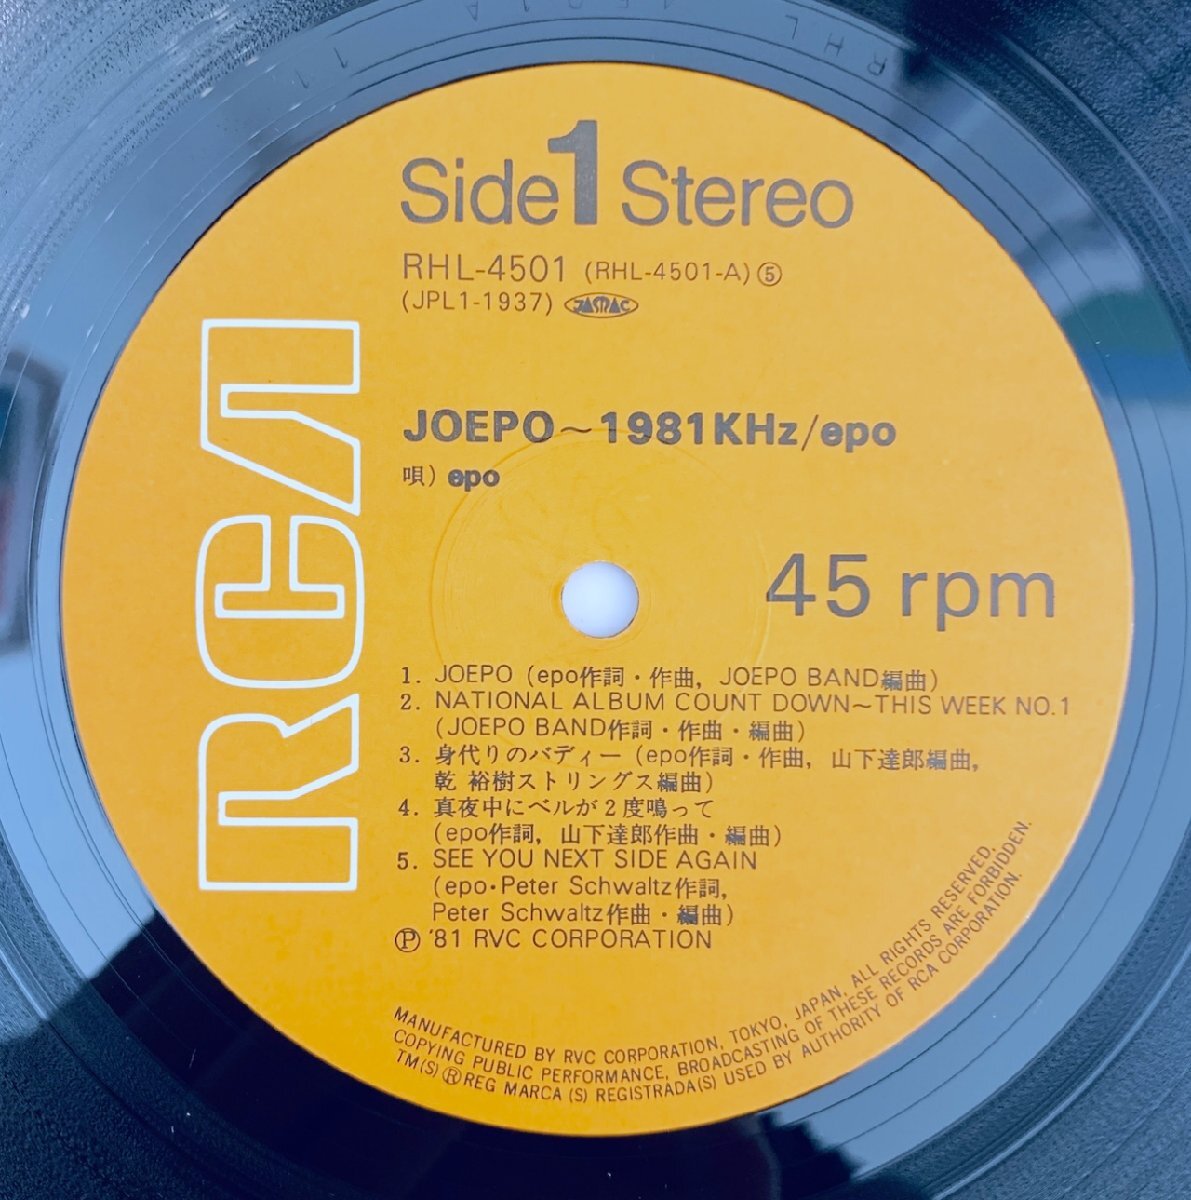 Side 1 Stereo
RHL-4501 (RHL-4501-A) ⑤
(JPL1-1937) JASRAC
RCA
JOEPO～1981KHz/epo
唄) epo
45 rpm
1. JOEPO (epo作詞・作曲, JOEPO BAND編曲)
2. NATIONAL ALBUM COUNT DOWN～THIS WEEK NO.1
(JOEPO BAND作詞・作曲・編曲)
3. 身代りのバディー (epo作詞・作曲, 山下達郎編曲,
乾 裕樹ストリングス編曲)
4. 真夜中にベルが2度鳴って
(epo作詞, 山下達郎作曲・編曲)
5. SEE YOU NEXT SIDE AGAIN
(epo・Peter Schwaltz作詞,
Peter Schwaltz作曲・編曲)
Ⓟ '81 RVC CORPORATION
MANUFACTURED BY RVC CORPORATION, TOKYO, JAPAN, ALL RIGHTS RESERVED.
COPYING PUBLIC PERFORMANCE, BROADCASTING OF THESE RECORDS ARE FORBIDDEN.
TM(S) ® REG MARCA (S) REGISTRADA(S) USED BY AUTHORITY OF RCA CORPORATION.